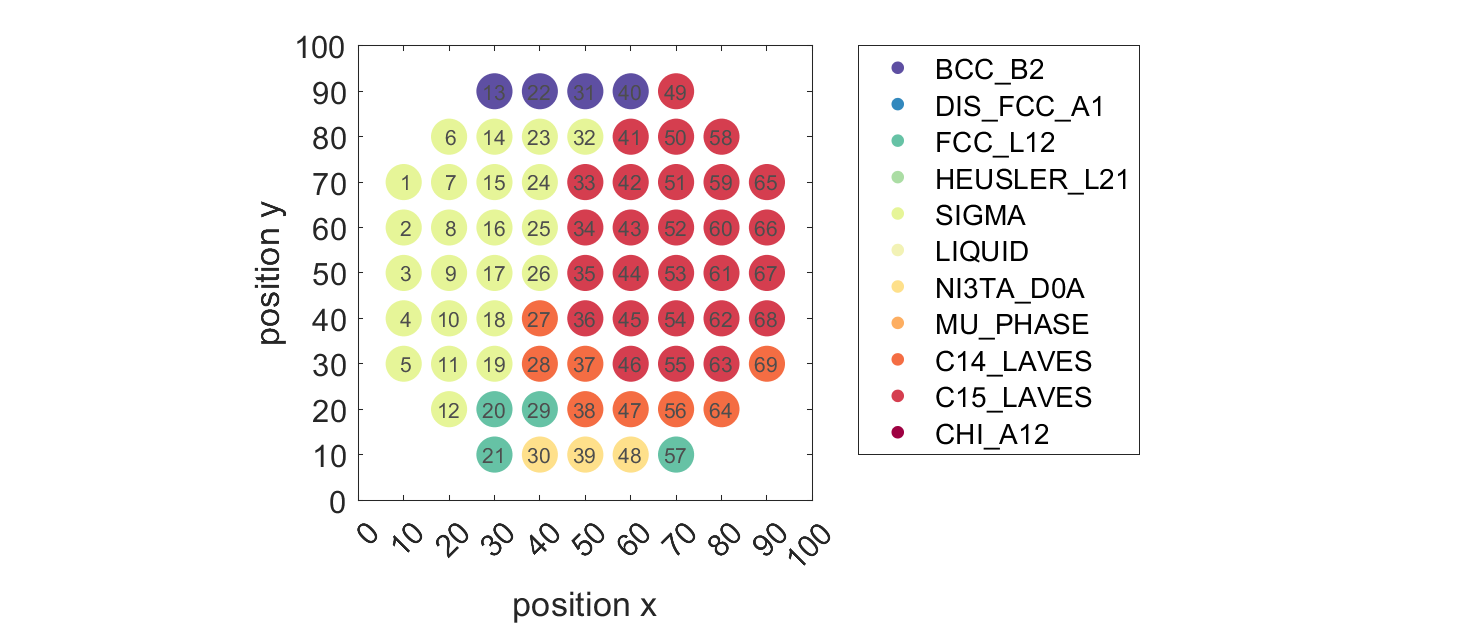 100
90
80
70
60
50
40
30
20
10
0
position y
13 22 31 40 49
6 14 23 32 41 50 58
1 7 15 24 33 42 51 59 65
2 8 16 25 34 43 52 60 66
3 9 17 26 35 44 53 61 67
4 10 18 27 36 45 54 62 68
5 11 19 28 37 46 55 63 69
12 20 29 38 47 56 64
21 30 39 48 57
0 10 20 30 40 50 60 70 80 90 100
position x
BCC_B2
DIS_FCC_A1
FCC_L12
HEUSLER_L21
SIGMA
LIQUID
NI3TA_D0A
MU_PHASE
C14_LAVES
C15_LAVES
CHI_A12